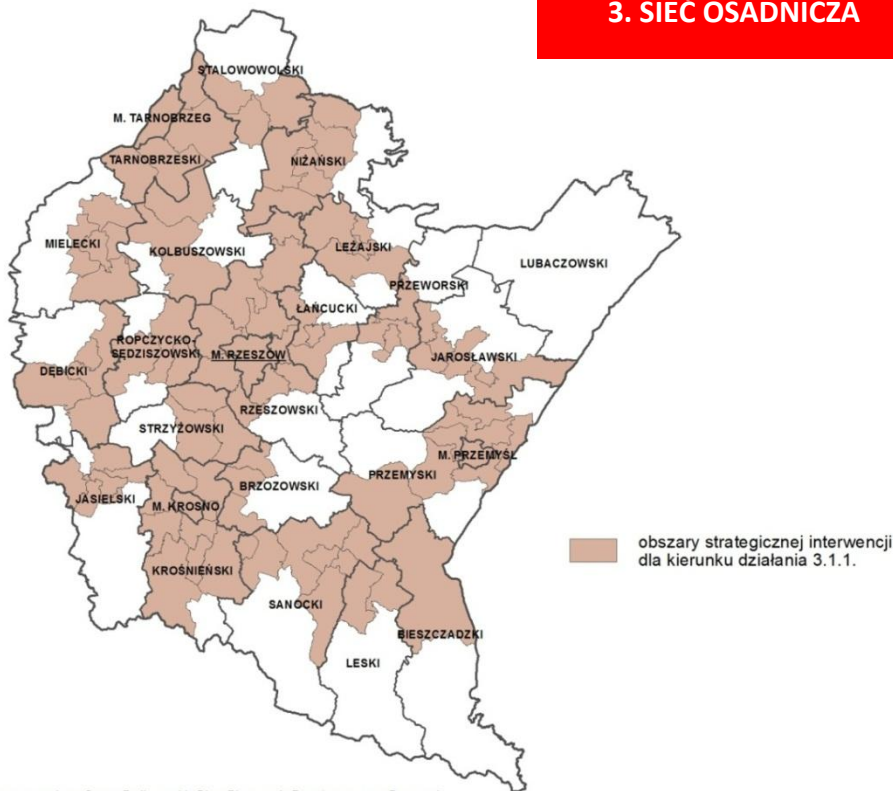 3. SIEĆ OSADNICZA
STALOWOWOLSKI
M. TARNOBRZEG
TARNOBRZESKI
NIŻAŃSKI
MIELECKI
KOLBUSZOWSKI
LEŻAJSKI
LUBACZOWSKI
PRZEWORSKI
ŁAŃCUCKI
ROPCZYCKO-
SĘDZISZOWSKI
M. RZESZÓW
JAROSŁAWSKI
DĘBICKI
RZESZOWSKI
STRZYŻOWSKI
M. PRZEMYŚL
PRZEMYSKI
BRZOZOWSKI
JASIELSKI
M. KROSNO
obszary strategicznej interwencji
dla kierunku działania 3.1.1.
KROŚNIEŃSKI
SANOCKI
BIESZCZADZKI
LESKI